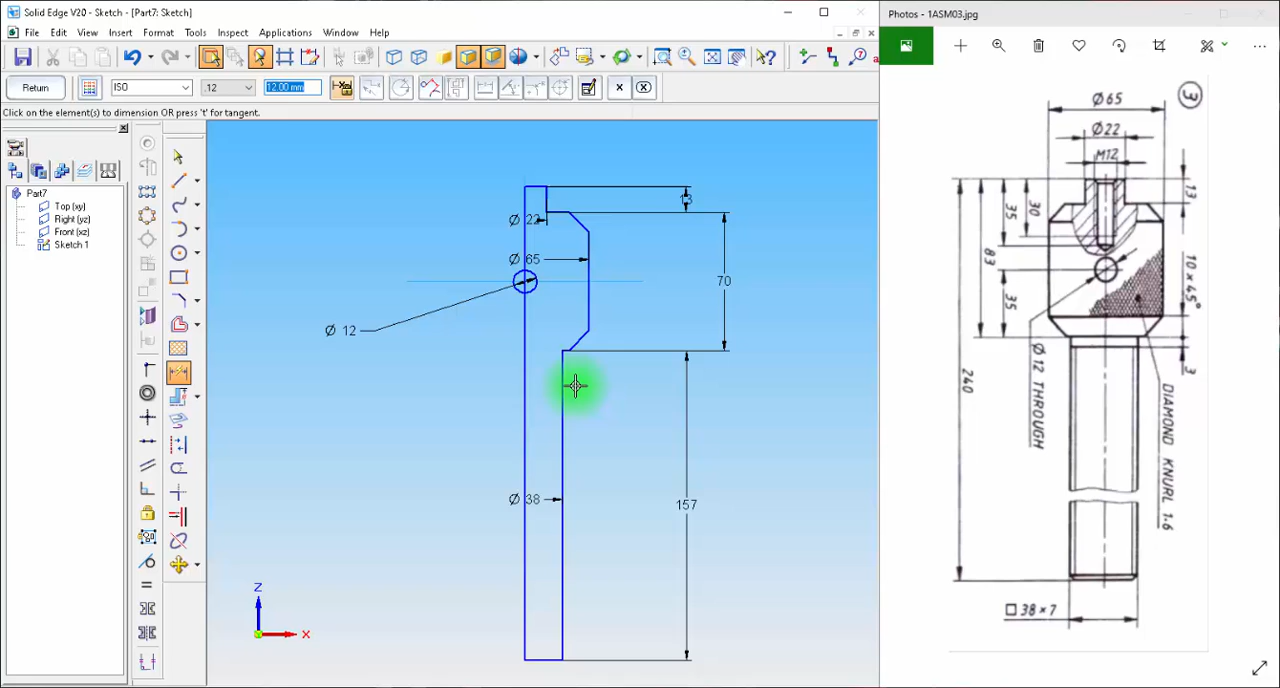 Solid Edge V20 - [Part7: Sketch]
File Edit View Insert Format Tools Inspect Applications Window Help
Return ISO 12 12.00 mm
Click on the element(s) to dimension OR press 't' for tangent.
Part7
Top (xy)
Right (yz)
Front (xz)
Sketch 1
13
Ø 22
Ø 65
70
Ø 12
Ø 38
157
Z
X
Photos - 1ASM03.jpg
3
Ø65
Ø22
M12
13
30
35
83
35
10×45°
3
240
Ø 12 THROUGH
DIAMOND KNURL 1·6
□ 38×7